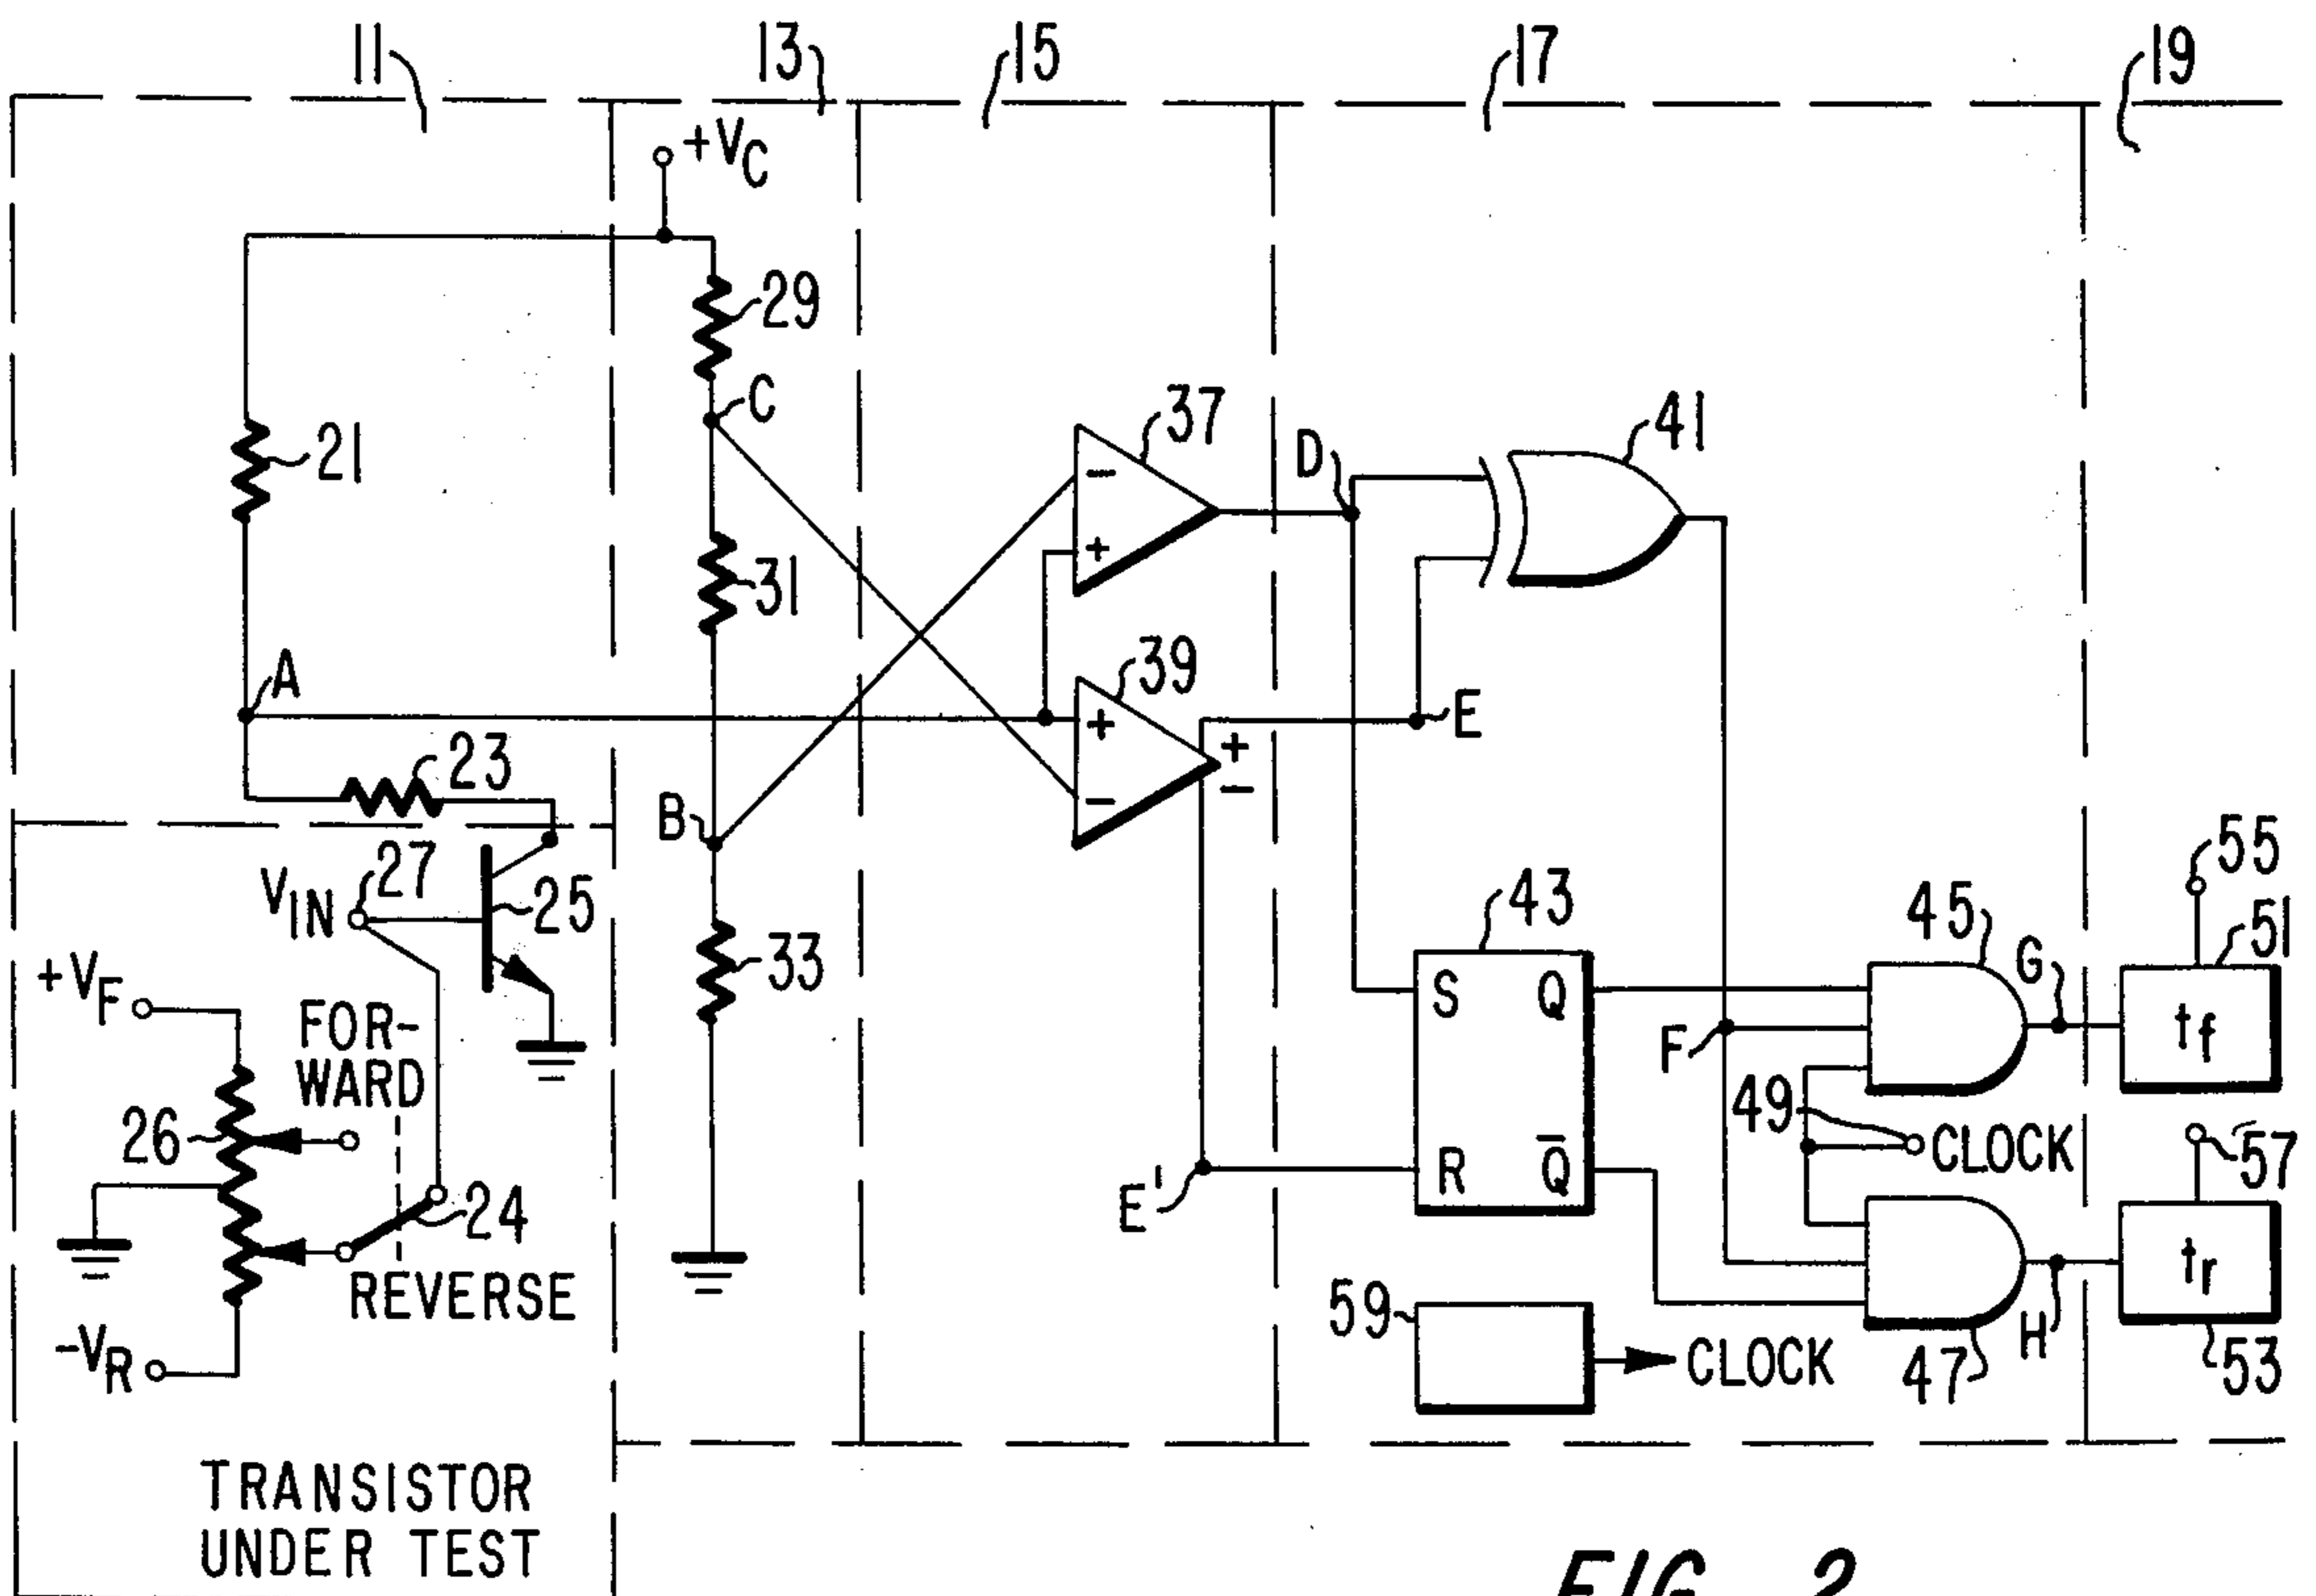 11
13
15
17
19
+VC
29
C
21
31
37
D
41
−
+
A
39
E
+
−
+
−
23
B
27
VIN
25
33
43
45
G
55
51
+VF
FOR-
WARD
S
Q
F
tf
26
49
CLOCK
57
24
E'
R
Q̅
REVERSE
59
CLOCK
47
H
tr
53
-VR
TRANSISTOR
UNDER TEST
FIG. 2